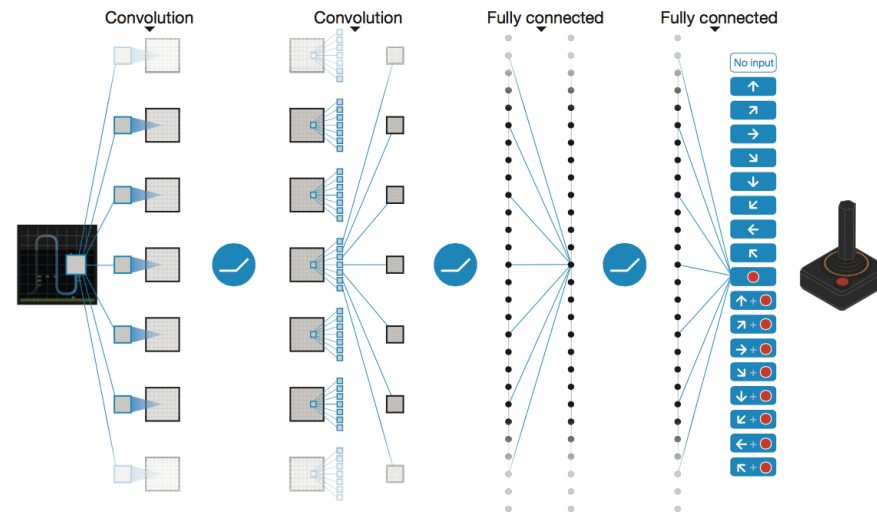 Convolution
Convolution
Fully connected
Fully connected
No input
+
+
+
+
+
+
+
+